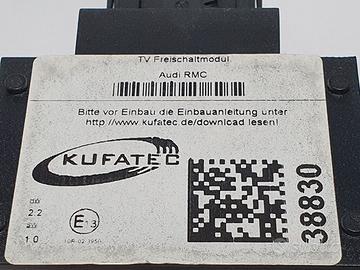 TV Freischaltmodul
Audi RMC
Bitte vor Einbau die Einbauanleitung unter
http://www.kufatec.de/download lesen!
KUFATEC
38830
2.2
1.0
E13